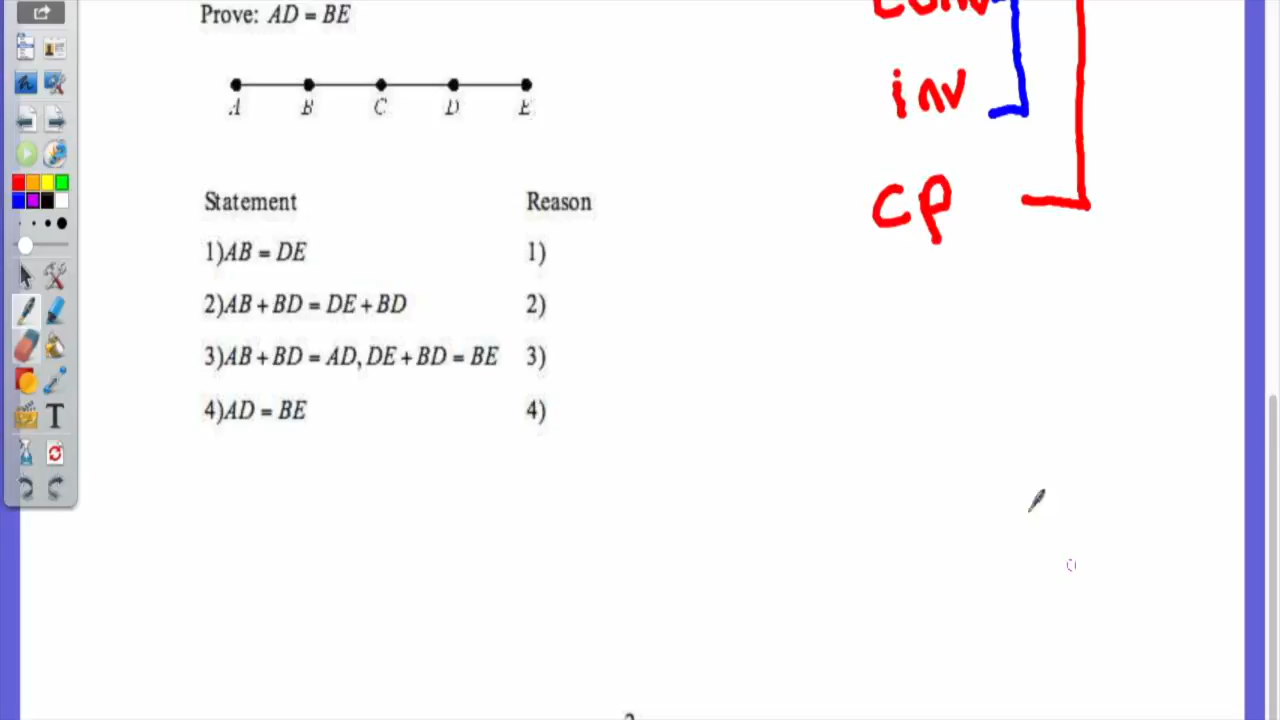 Prove: AD = BE
A B C D E
Statement Reason
1)AB = DE 1)
2)AB + BD = DE + BD 2)
3)AB + BD = AD, DE + BD = BE 3)
4)AD = BE 4)
conv
inv
cp
T